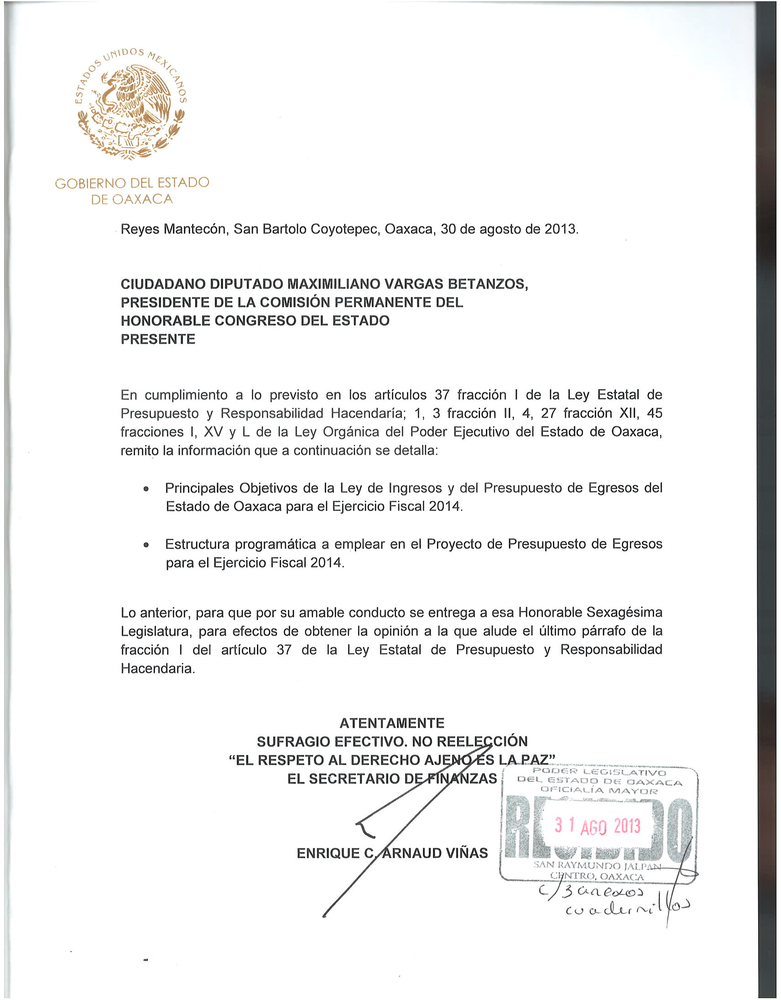 ESTADOS UNIDOS MEXICANOS
GOBIERNO DEL ESTADO
DE OAXACA
Reyes Mantecón, San Bartolo Coyotepec, Oaxaca, 30 de agosto de 2013.
CIUDADANO DIPUTADO MAXIMILIANO VARGAS BETANZOS,
PRESIDENTE DE LA COMISIÓN PERMANENTE DEL
HONORABLE CONGRESO DEL ESTADO
PRESENTE
En cumplimiento a lo previsto en los artículos 37 fracción I de la Ley Estatal de
Presupuesto y Responsabilidad Hacendaría; 1, 3 fracción II, 4, 27 fracción XII, 45
fracciones I, XV y L de la Ley Orgánica del Poder Ejecutivo del Estado de Oaxaca,
remito la información que a continuación se detalla:
• Principales Objetivos de la Ley de Ingresos y del Presupuesto de Egresos del
Estado de Oaxaca para el Ejercicio Fiscal 2014.
• Estructura programática a emplear en el Proyecto de Presupuesto de Egresos
para el Ejercicio Fiscal 2014.
Lo anterior, para que por su amable conducto se entrega a esa Honorable Sexagésima
Legislatura, para efectos de obtener la opinión a la que alude el último párrafo de la
fracción I del artículo 37 de la Ley Estatal de Presupuesto y Responsabilidad
Hacendaria.
ATENTAMENTE
SUFRAGIO EFECTIVO. NO REELECCIÓN
“EL RESPETO AL DERECHO AJENO ES LA PAZ”
EL SECRETARIO DE FINANZAS
ENRIQUE C. ARNAUD VIÑAS
PODER LEGISLATIVO
DEL ESTADO DE OAXACA
OFICIALÍA MAYOR
RECIBIDO
31 AGO 2013
SAN RAYMUNDO JALPAN
CENTRO, OAXACA
c/3 anexos
cuadernillos